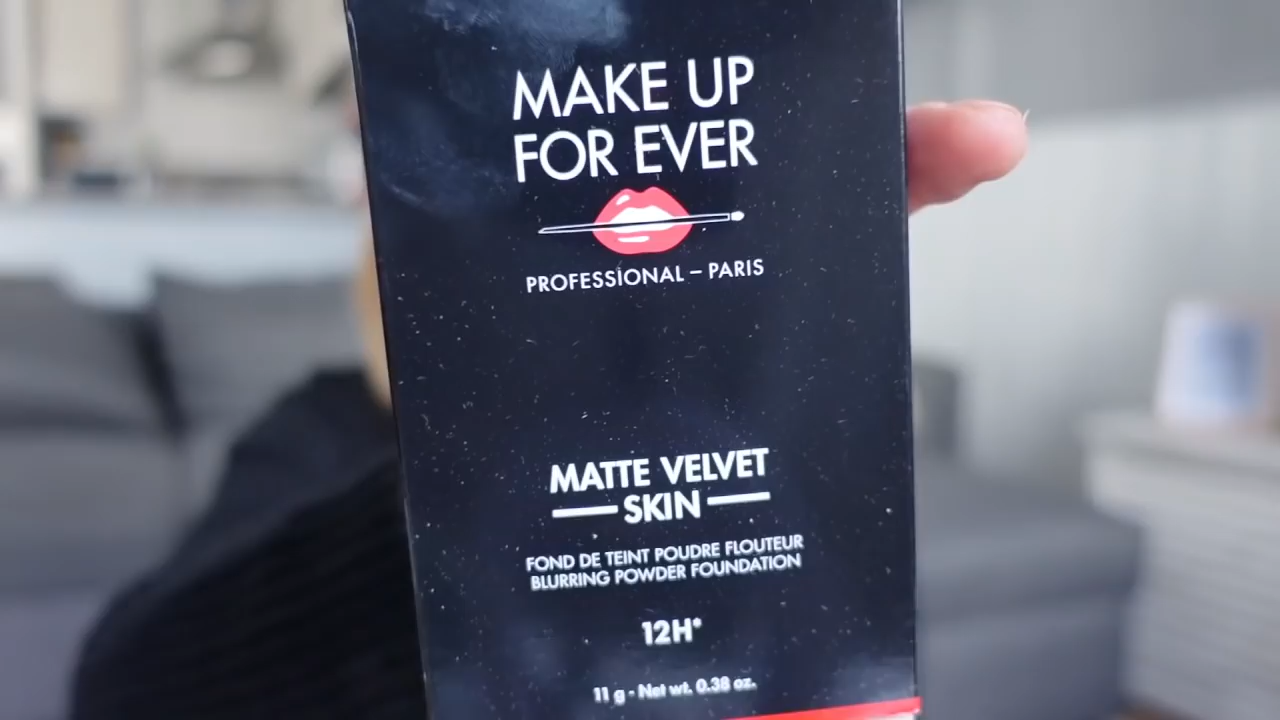 MAKE UP
FOR EVER
PROFESSIONAL – PARIS
MATTE VELVET
SKIN
FOND DE TEINT POUDRE FLOUTEUR
BLURRING POWDER FOUNDATION
12H*
11 g - Net wt. 0.38 oz.